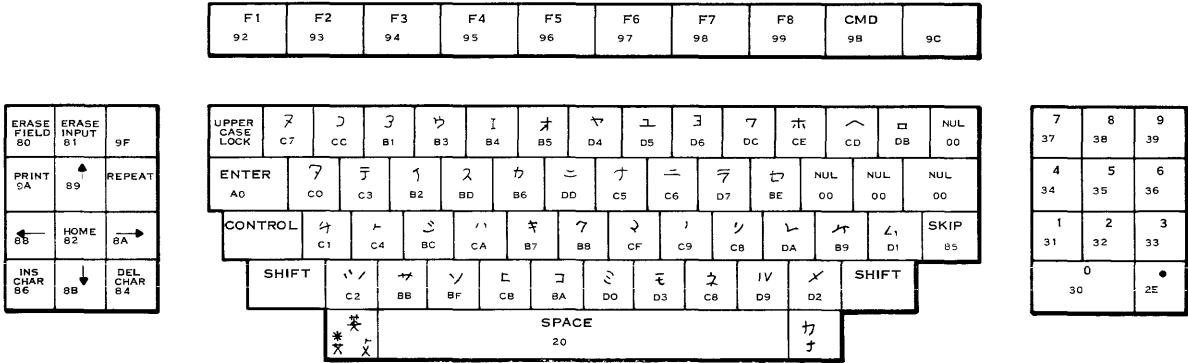 F1 F2 F3 F4 F5 F6 F7 F8 CMD
92 93 94 95 96 97 98 99 9B 9C
ERASE FIELD 80
ERASE INPUT 81
9F
PRINT 9A
↑ 89
REPEAT
← 88
HOME 82
→ 8A
INS CHAR 86
↓ 8B
DEL CHAR 84
UPPER CASE LOCK
ヌ フ ア ウ エ オ ヤ ユ ヨ ワ ホ ヘ ロ NUL
C7 CC B1 B3 B4 B5 D4 D5 D6 DC CE CD DB 00
ENTER タ テ イ ス カ ン ナ ニ ラ セ NUL NUL NUL
A0 C0 C3 B2 BD B6 DD C5 C6 D7 BE 00 00 00
CONTROL チ ト シ ハ キ ク マ ノ リ レ ケ ム SKIP
C1 C4 BC CA B7 B8 CF C9 C8 DA B9 D1 85
SHIFT ツ サ ソ ヒ コ ミ モ ネ ル メ SHIFT
C2 BB BF CB BA D0 D3 C8 D9 D2
英
SPACE
20
カナ
7 8 9
37 38 39
4 5 6
34 35 36
1 2 3
31 32 33
0 •
30 2E